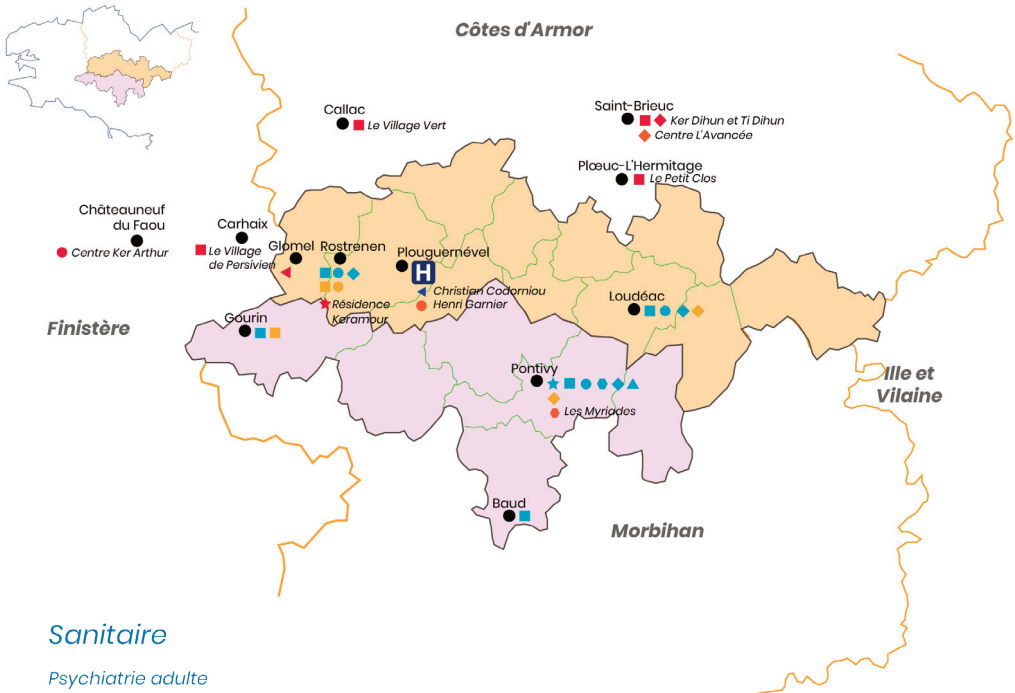 Côtes d'Armor
Callac
Le Village Vert
Saint-Brieuc
Ker Dihun et Ti Dihun
Centre L'Avancée
Plœuc-L'Hermitage
Le Petit Clos
Châteauneuf
du Faou
Centre Ker Arthur
Carhaix
Le Village
de Persivien
Glomel
Rostrenen
Plouguernével
H
Christian Codorniou
Henri Garnier
Résidence
Keramour
Loudéac
Finistère
Gourin
Pontivy
Les Myriades
Ille et
Vilaine
Baud
Morbihan
Sanitaire
Psychiatrie adulte